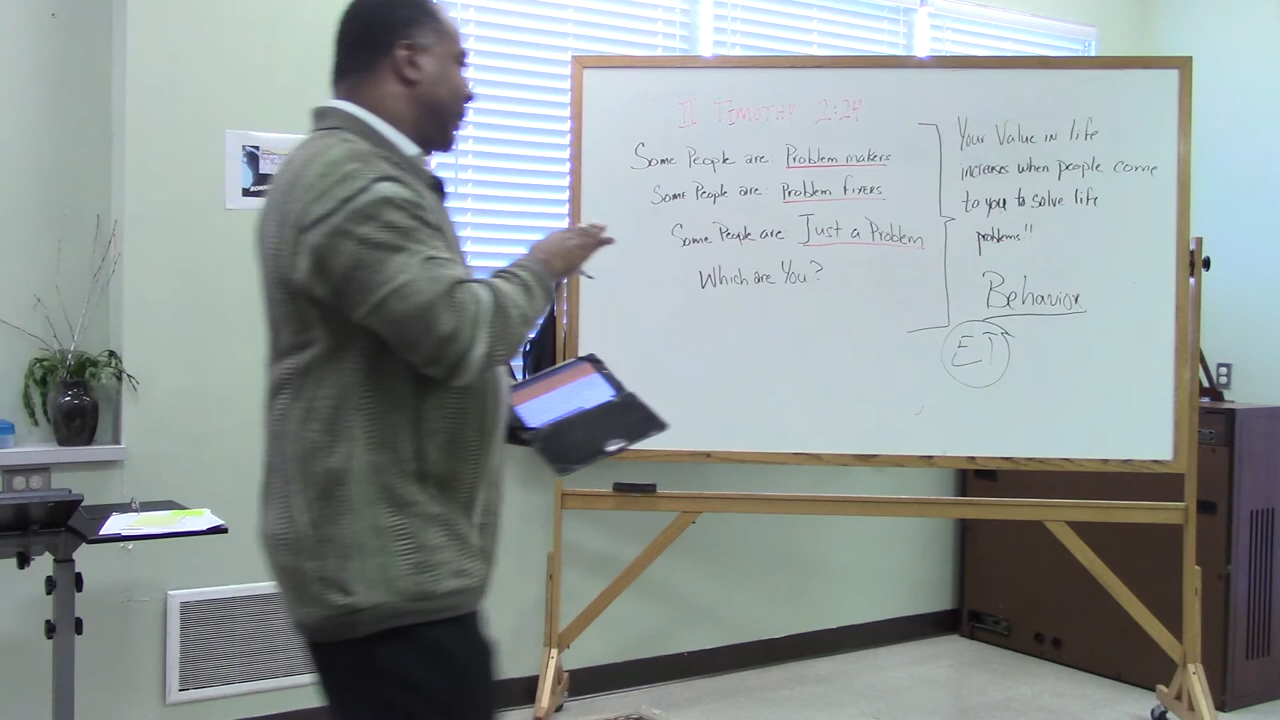 II TIMOTHY 2:24
Some People are: Problem makers
Some People are: Problem fixers
Some People are: Just a Problem
Which are You?
Your Value in life
increases when people come
to you to solve life
problems!!
Behavior
ET